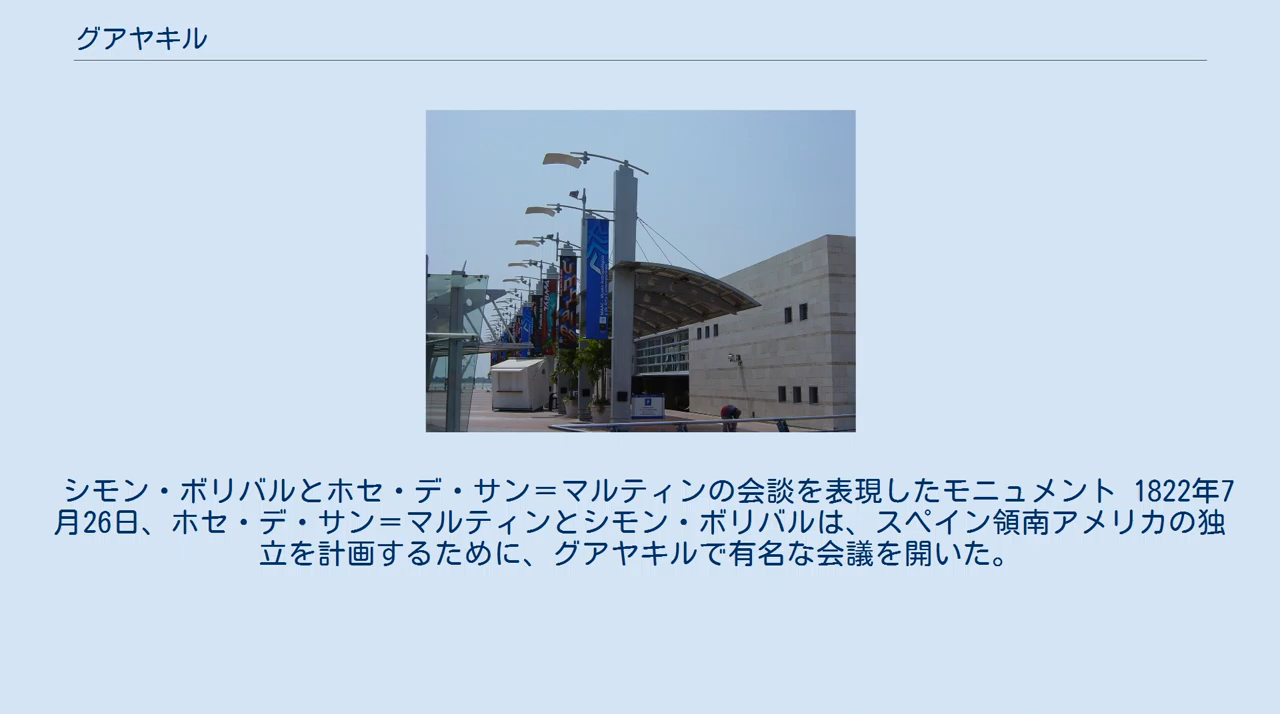 グアヤキル
シモン・ボリバルとホセ・デ・サン＝マルティンの会談を表現したモニュメント 1822年7
月26日、ホセ・デ・サン＝マルティンとシモン・ボリバルは、スペイン領南アメリカの独
立を計画するために、グアヤキルで有名な会議を開いた。